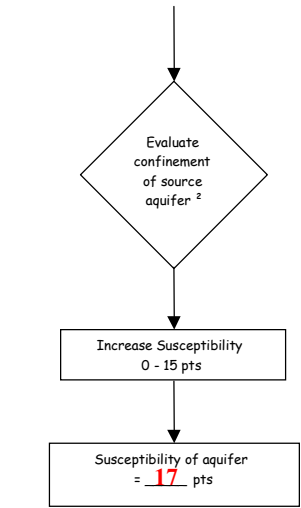 Evaluate
confinement
of source
aquifer ²
Increase Susceptibility
0 - 15 pts
Susceptibility of aquifer
= 17 pts